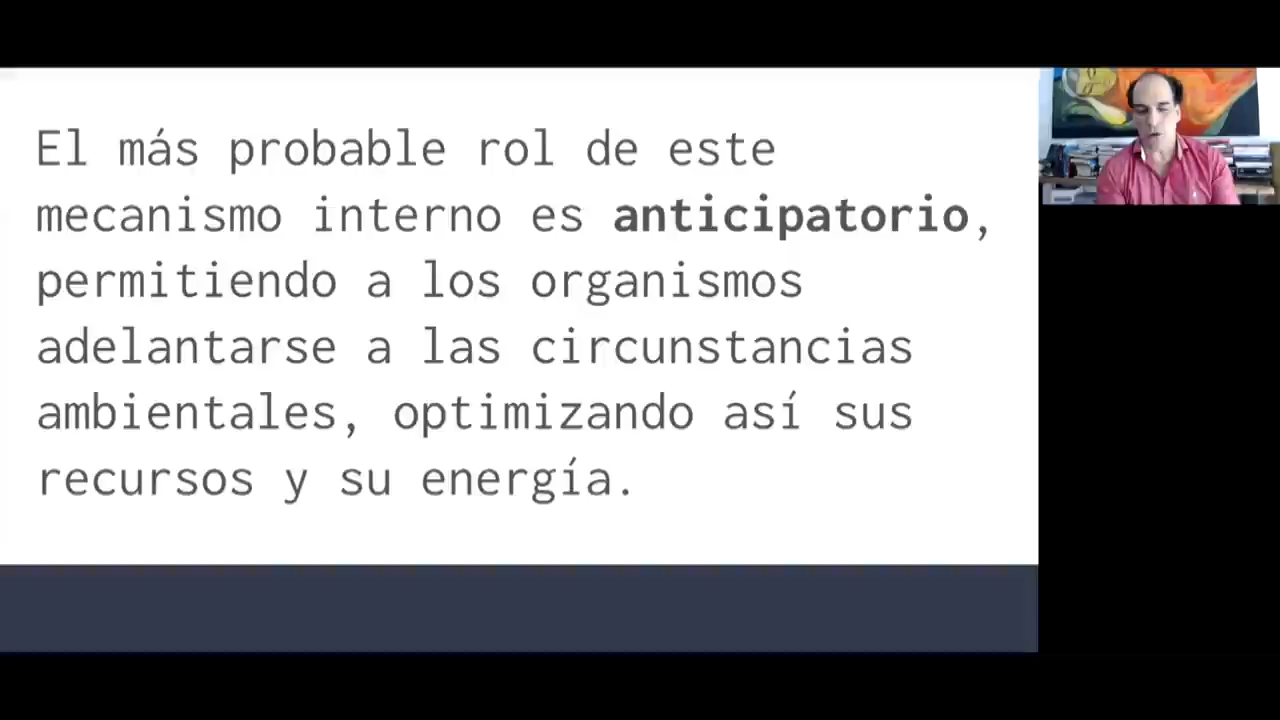 El más probable rol de este
mecanismo interno es anticipatorio,
permitiendo a los organismos
adelantarse a las circunstancias
ambientales, optimizando así sus
recursos y su energía.